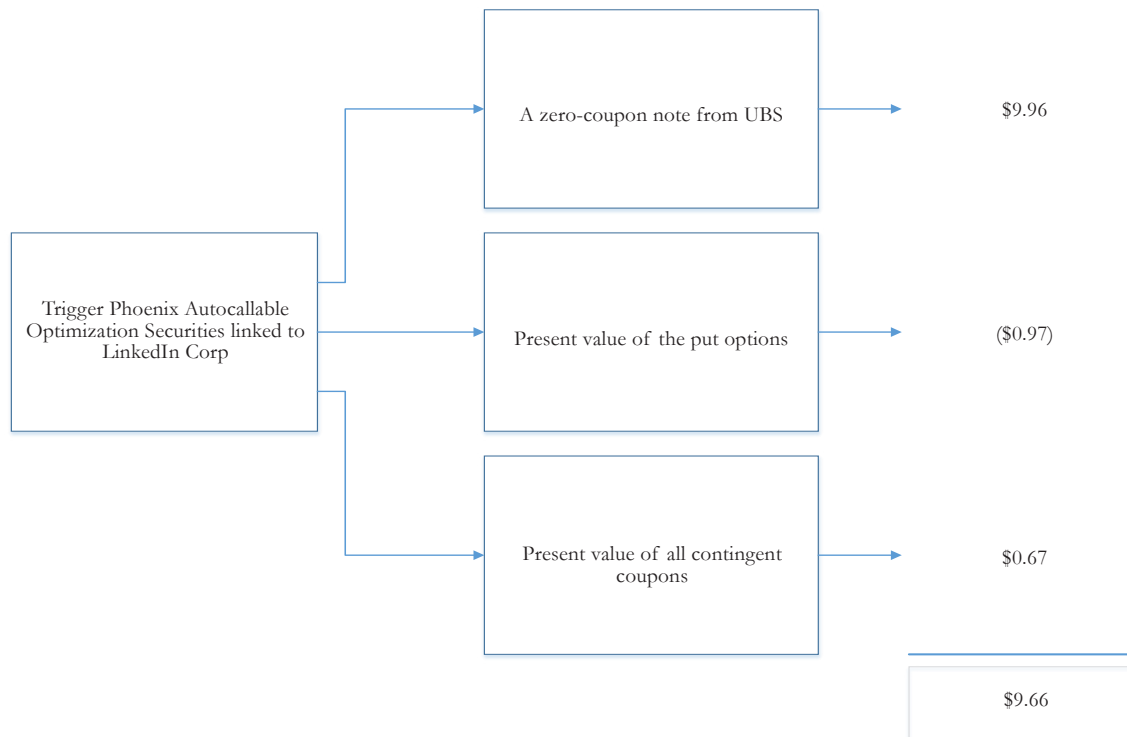 A zero-coupon note from UBS
$9.96
Trigger Phoenix Autocallable
Optimization Securities linked to
LinkedIn Corp
Present value of the put options
($0.97)
Present value of all contingent
coupons
$0.67
$9.66